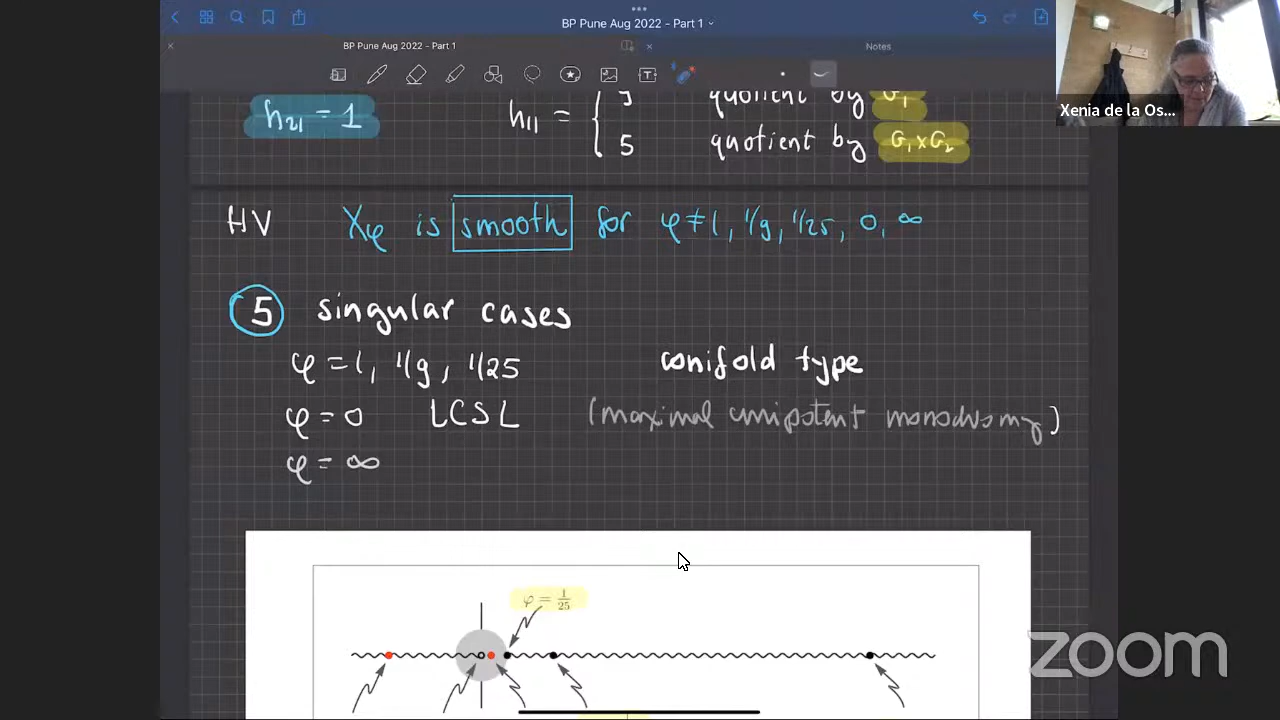 BP Pune Aug 2022 - Part 1
BP Pune Aug 2022 - Part 1
Notes
Xenia de la Os...
h₂₁ = 1
h₁₁ = { quotient by G₁
5 quotient by G₁×G₂
HV X_φ is smooth for φ ≠ 1, 1/9, 1/25, 0, ∞
5 singular cases
φ = 1, 1/9, 1/25 conifold type
φ = 0 LCSL (maximal unipotent monodromy)
φ = ∞
φ = 1/25
zoom